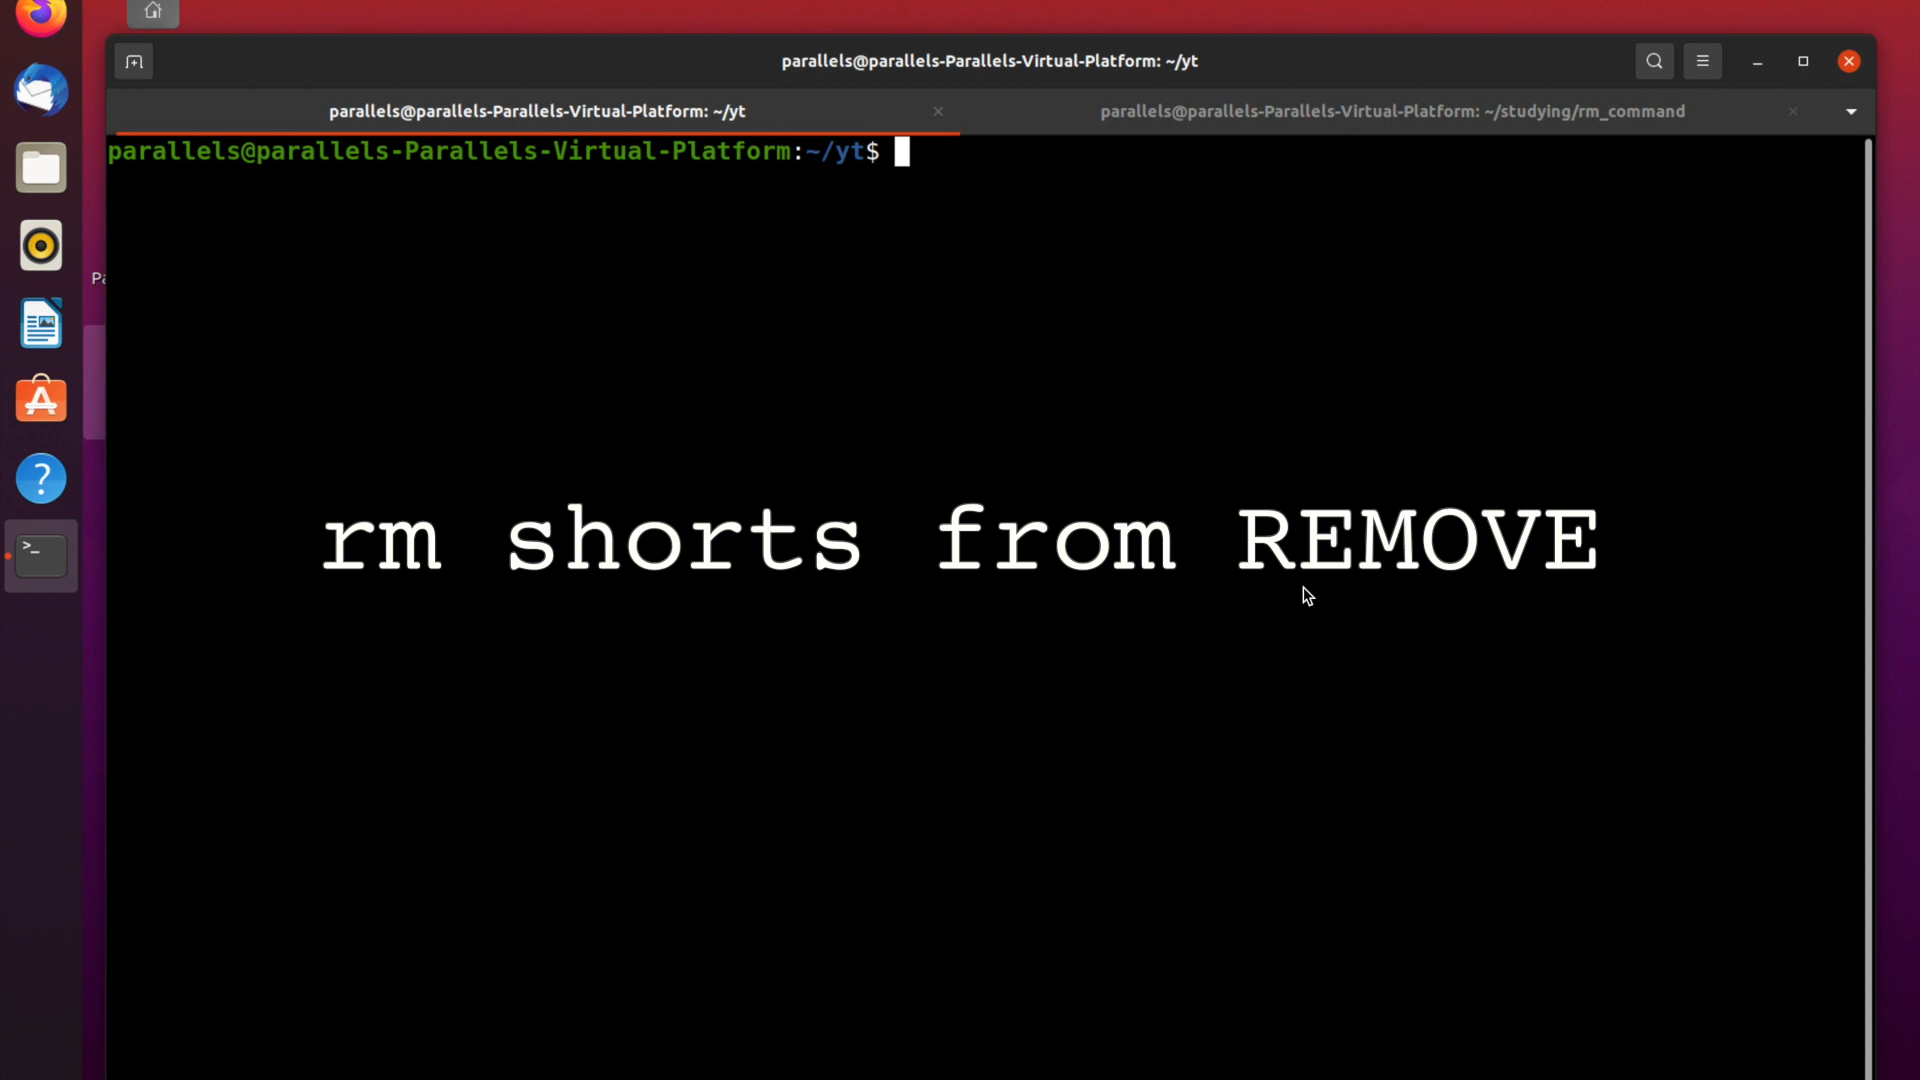 parallels@parallels-Parallels-Virtual-Platform: ~/yt
parallels@parallels-Parallels-Virtual-Platform: ~/yt
parallels@parallels-Parallels-Virtual-Platform: ~/studying/rm_command
parallels@parallels-Parallels-Virtual-Platform:~/yt$
Pa
rm shorts from REMOVE